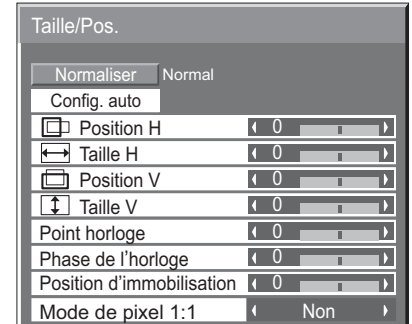 Taille/Pos.
Normaliser Normal
Config. auto
Position H 0
Taille H 0
Position V 0
Taille V 0
Point horloge 0
Phase de l'horloge 0
Position d'immobilisation 0
Mode de pixel 1:1 Non